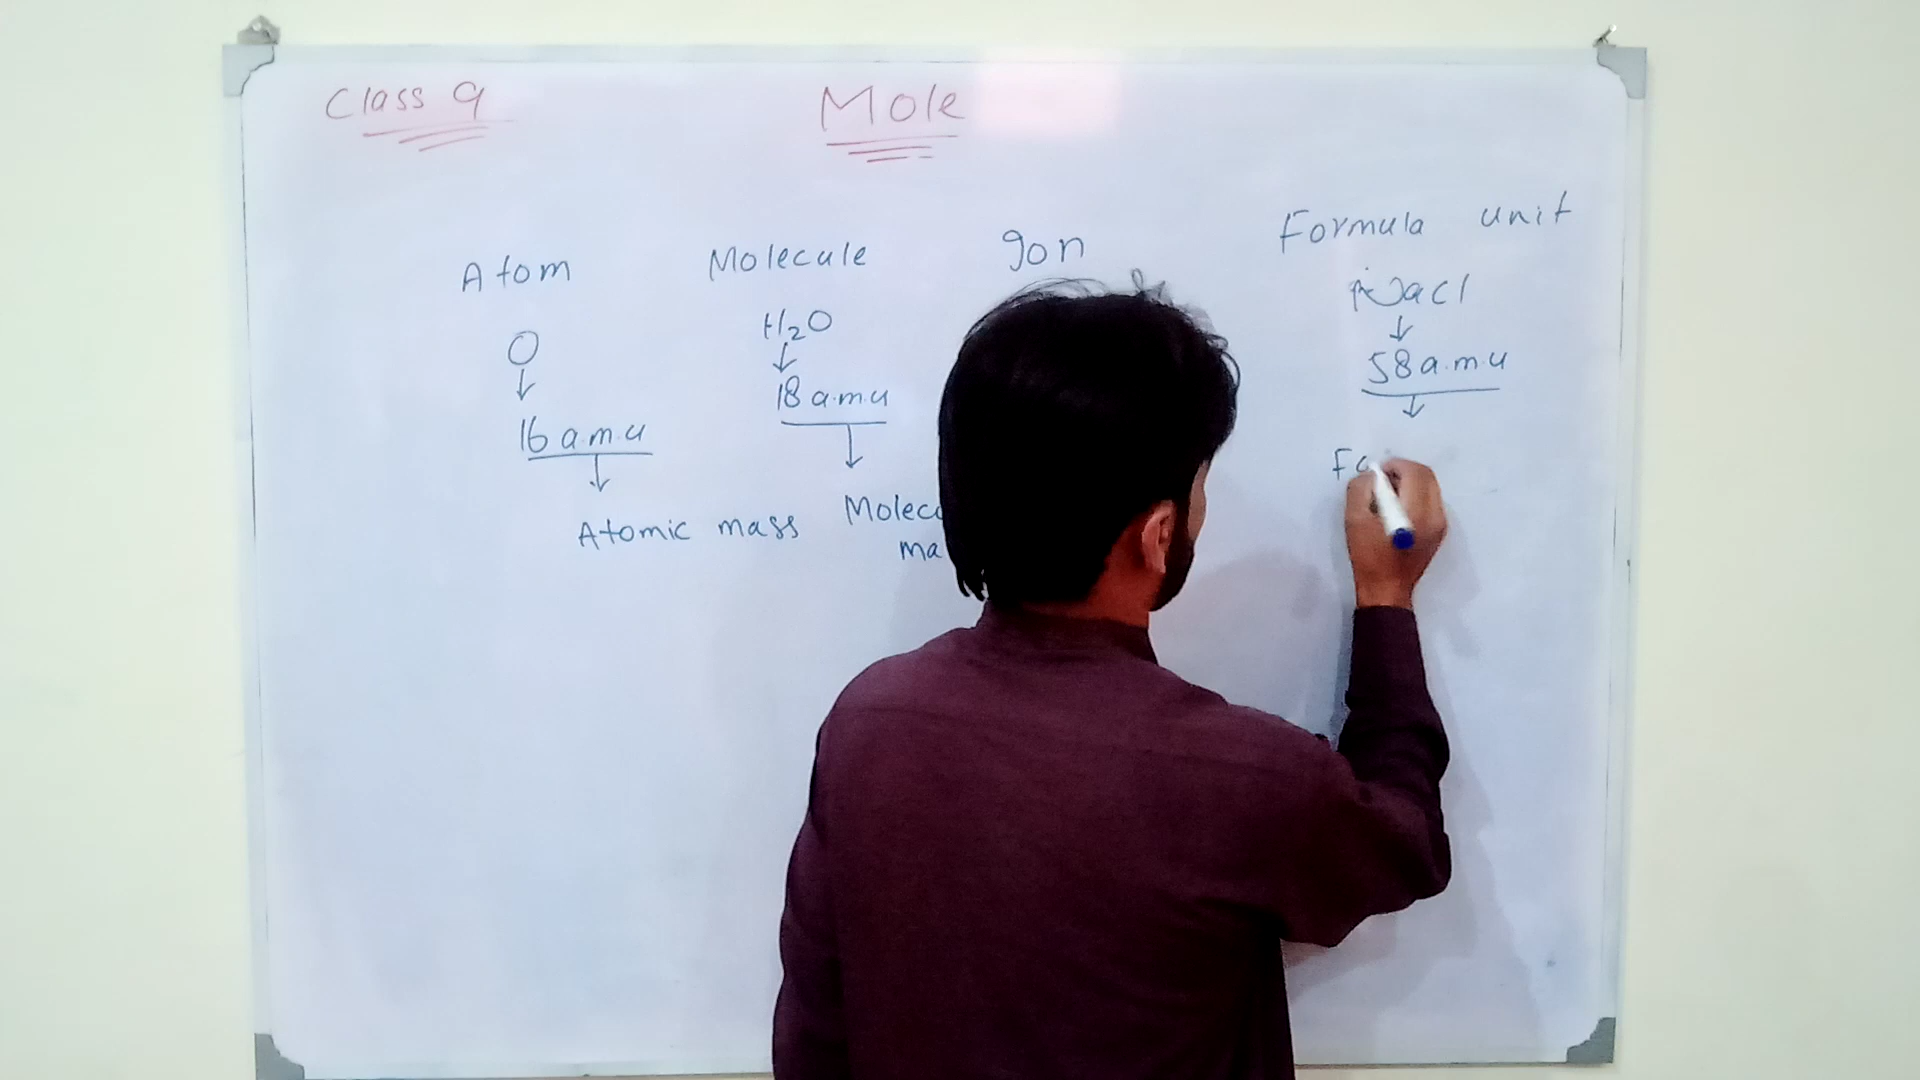 Class 9
Mole
Atom
O
16 a.m.u
Atomic mass
Molecule
H2O
18 a.m.u
Ion
Formula unit
Nacl
58 a.m.u